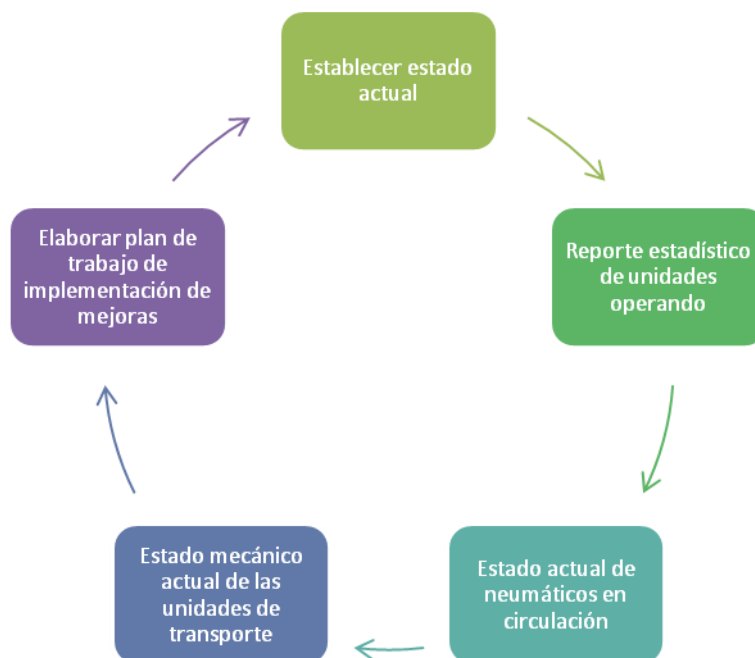 Establecer estado
actual
Reporte estadístico
de unidades
operando
Estado actual de
neumáticos en
circulación
Estado mecánico
actual de las
unidades de
transporte
Elaborar plan de
trabajo de
implementación de
mejoras